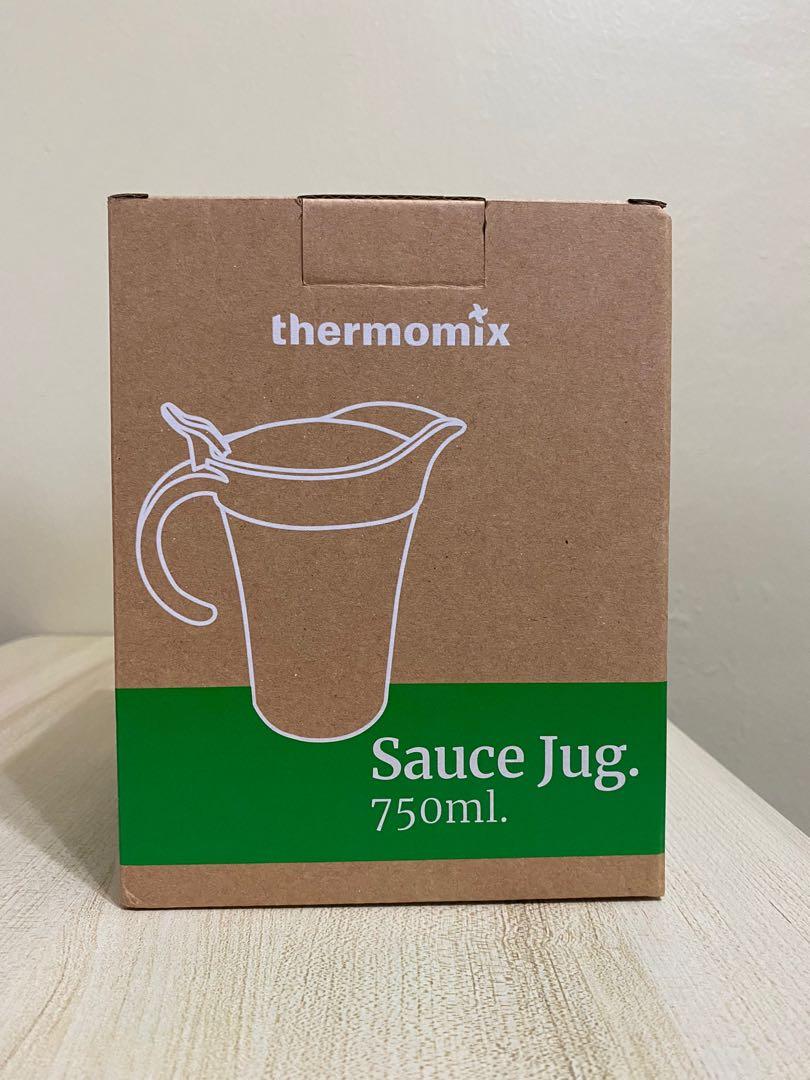 thermomix
Sauce Jug.
750ml.